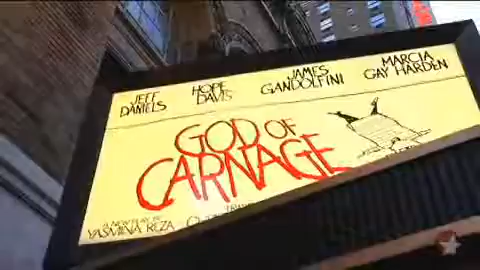 JEFF DANIELS HOPE DAVIS JAMES GANDOLFINI MARCIA GAY HARDEN
GOD OF
CARNAGE
A NEW PLAY BY
YASMINA REZA